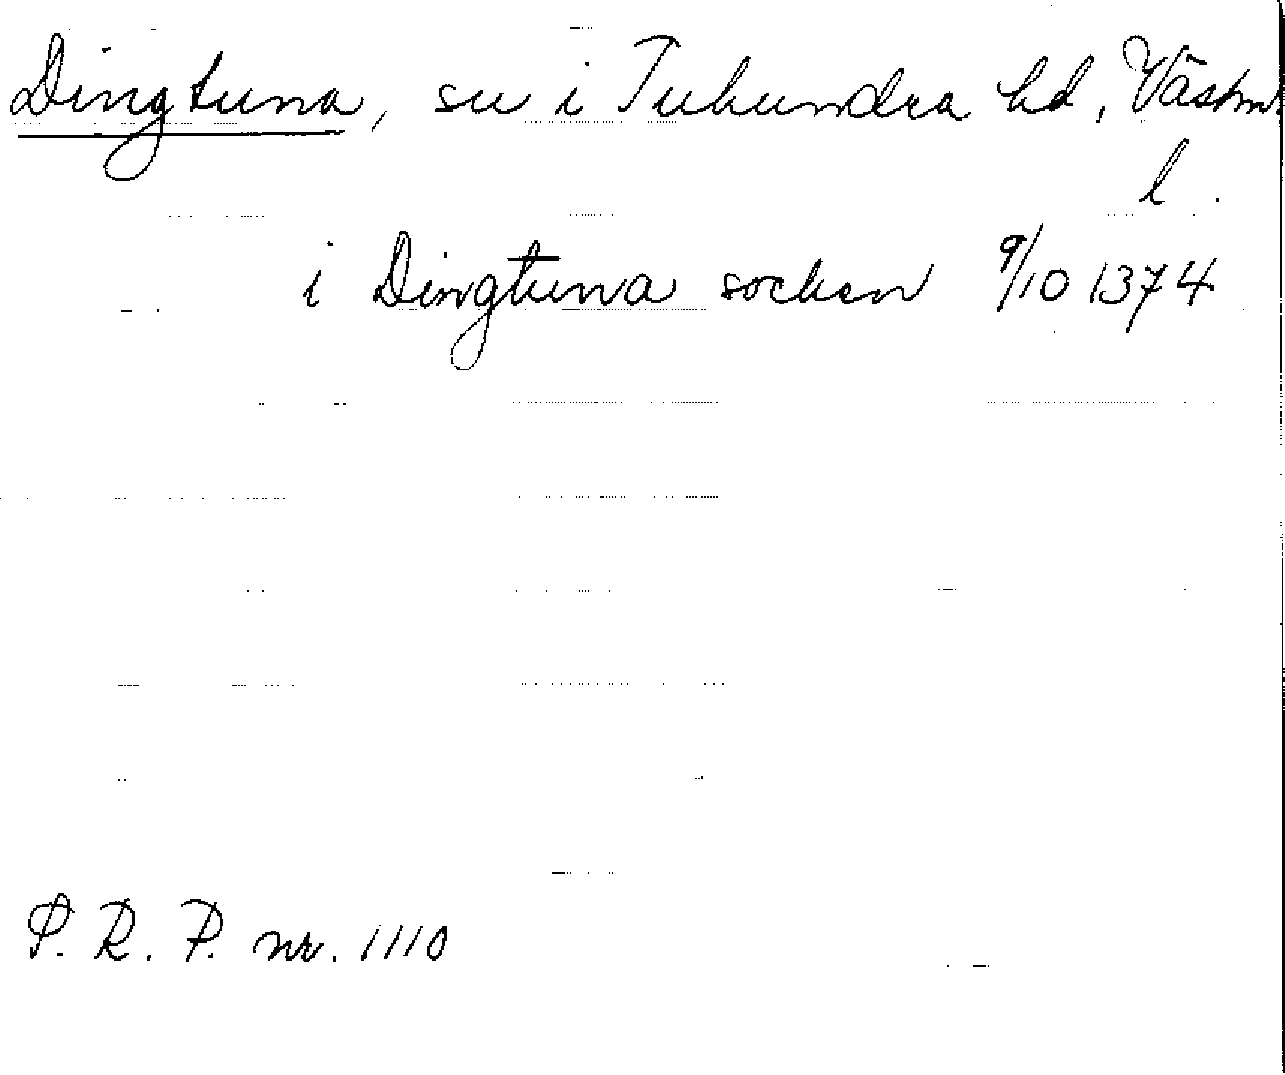 Dingtuna, sn i Tuhundra hd, Västm
l.
i Dingtuna socken 9/10 1374
S. R. P. nr. 1110